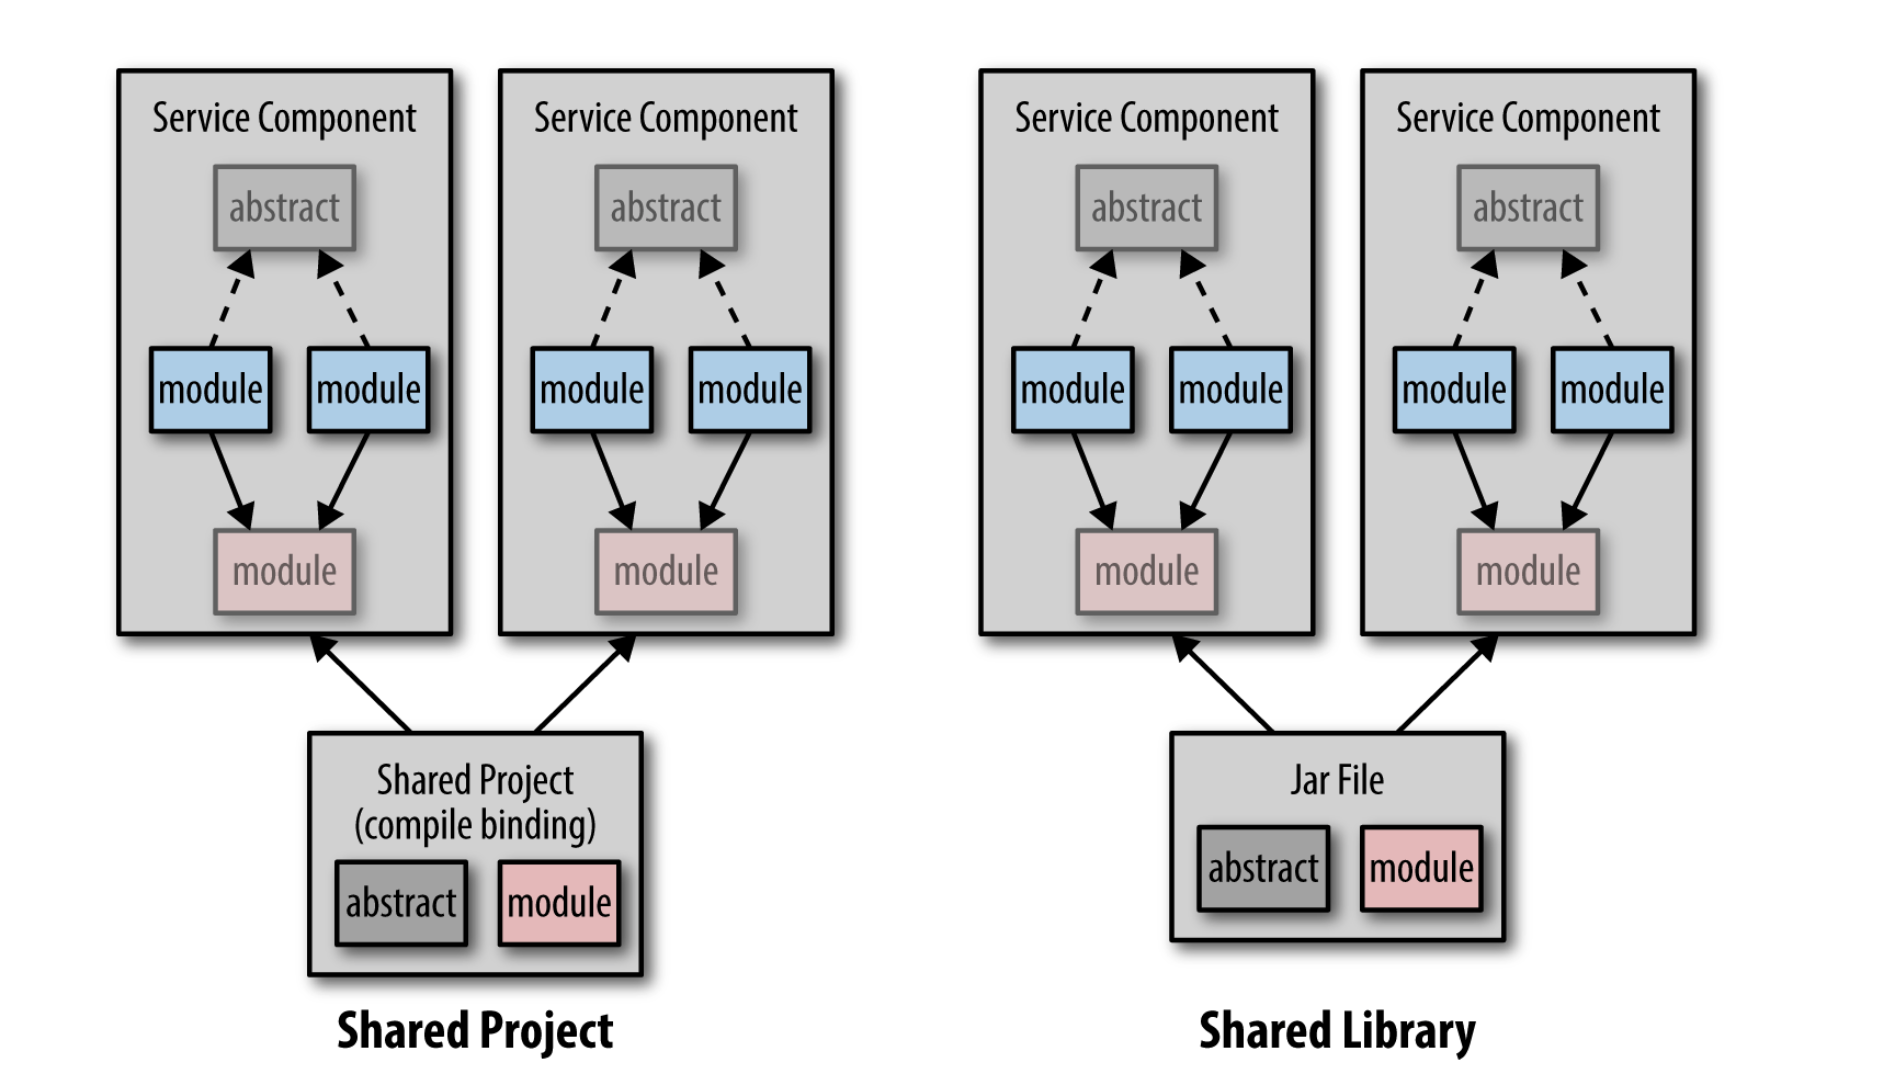 Service Component
abstract
module
module
module
Service Component
abstract
module
module
module
Shared Project
(compile binding)
abstract
module
Shared Project
Service Component
abstract
module
module
module
Service Component
abstract
module
module
module
Jar File
abstract
module
Shared Library